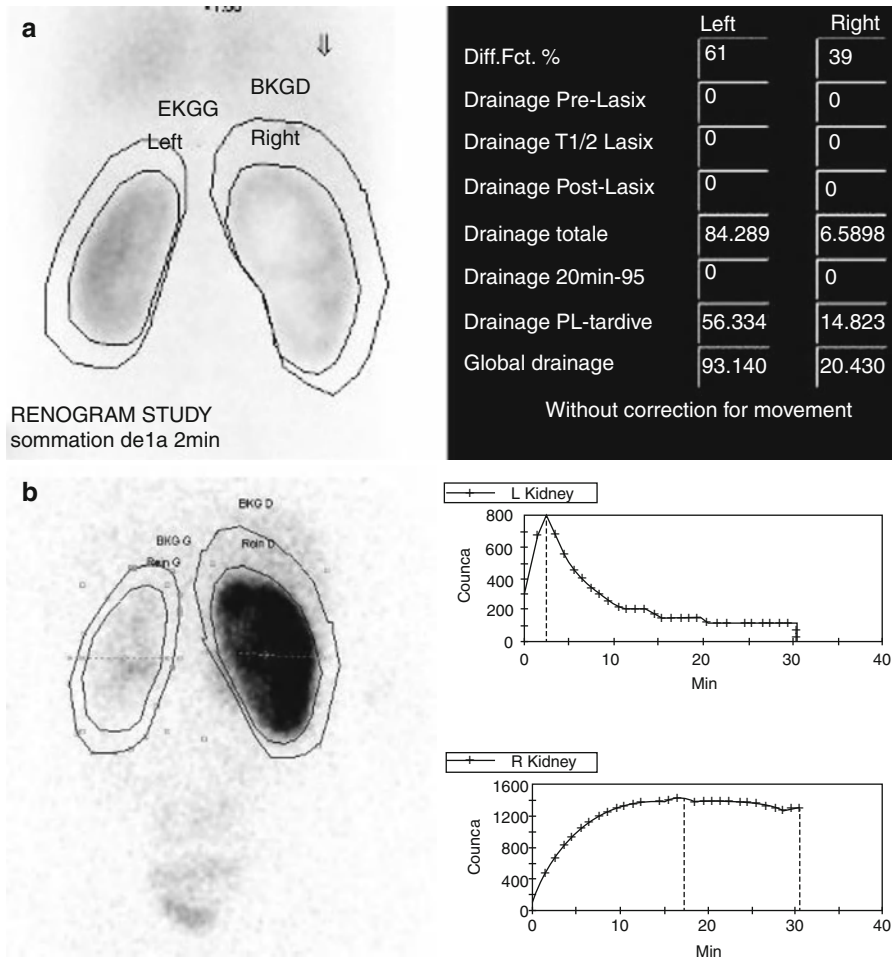 a
EKGG
BKGD
Left
Right
RENOGRAM STUDY
sommation de1a 2min
Left Right
Diff.Fct. % 61 39
Drainage Pre-Lasix 0 0
Drainage T1/2 Lasix 0 0
Drainage Post-Lasix 0 0
Drainage totale 84.289 6.5898
Drainage 20min-95 0 0
Drainage PL-tardive 56.334 14.823
Global drainage 93.140 20.430
Without correction for movement
b
BKG D
BKG G
Rein D
Rein G
L Kidney
800
600
400
200
0
Counca
0 10 20 30 40
Min
R Kidney
1600
1200
800
400
0
Counca
0 10 20 30 40
Min